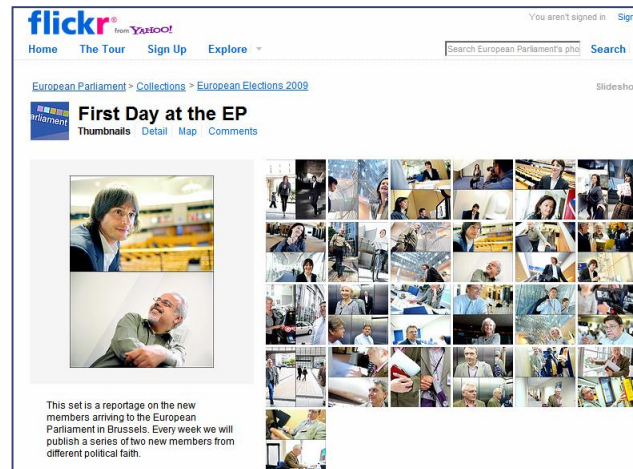 flickr from YAHOO!
You aren't signed in Sign
Home The Tour Sign Up Explore
Search European Parliament's pho Search
European Parliament > Collections > European Elections 2009
Slidesho
arliament
First Day at the EP
Thumbnails Detail Map Comments
This set is a reportage on the new
members arriving to the European
Parliament in Brussels. Every week we will
publish a series of two new members from
different political faith.